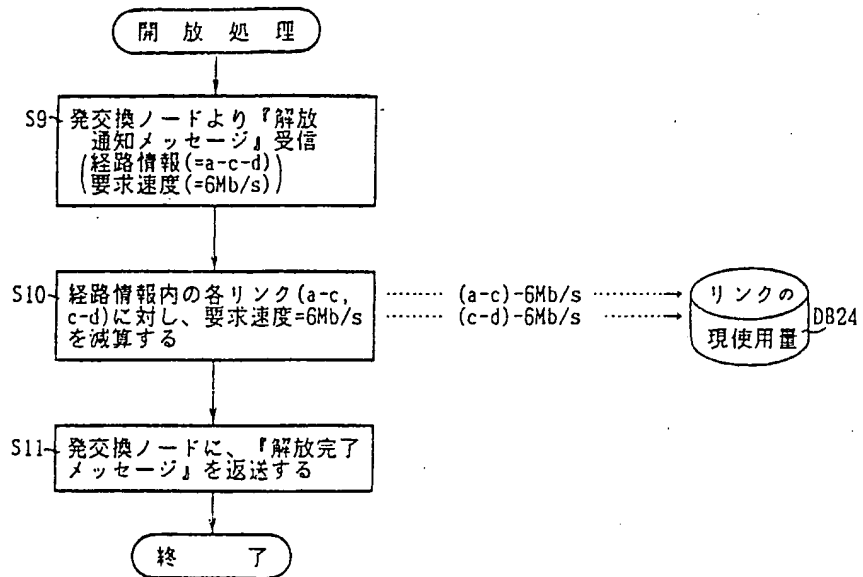 開放処理
S9 発交換ノードより『解放
通知メッセージ』受信
(経路情報(=a-c-d)
要求速度(=6Mb/s))
S10 経路情報内の各リンク(a-c,
c-d)に対し、要求速度=6Mb/s
を減算する
(a-c)-6Mb/s
(c-d)-6Mb/s
リンクの
現使用量
DB24
S11 発交換ノードに、『解放完了
メッセージ』を返送する
終了